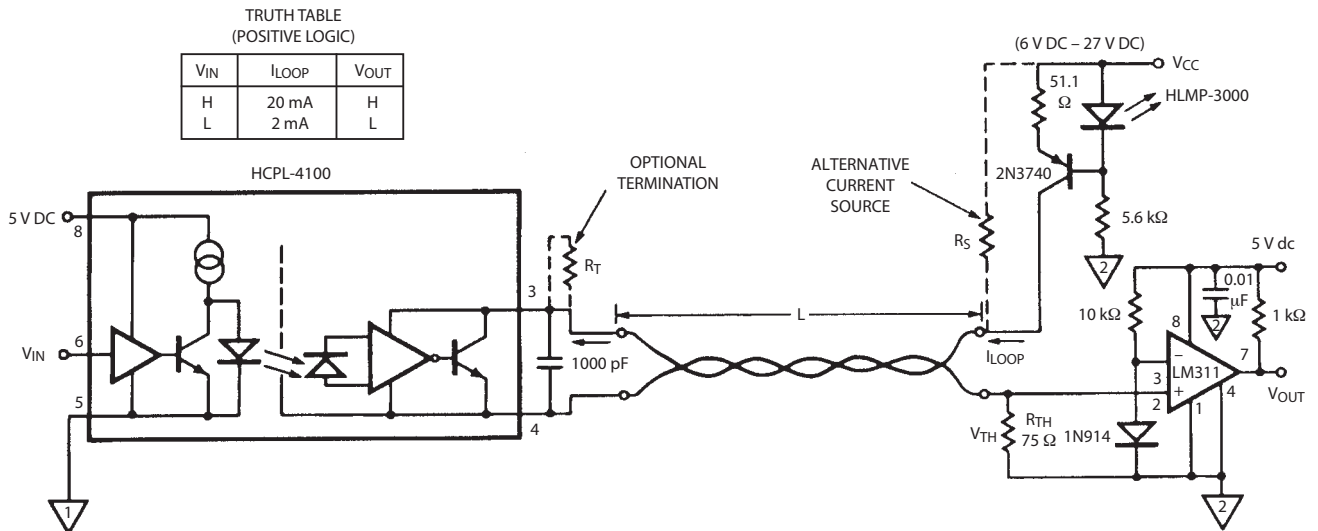 TRUTH TABLE
(POSITIVE LOGIC)
VIN ILOOP VOUT
H 20 mA H
L 2 mA L
(6 V DC – 27 V DC)
VCC
51.1
Ω
HLMP-3000
2N3740
5.6 kΩ
2
HCPL-4100
OPTIONAL
TERMINATION
ALTERNATIVE
CURRENT
SOURCE
5 V DC
8
RT
RS
3
L
ILOOP
1000 pF
VIN
6
5
4
1
5 V dc
0.01
µF
2
10 kΩ
1 kΩ
8
–
LM311
7
3
+
2
1
4
VOUT
VTH
RTH
75 Ω
1N914
2